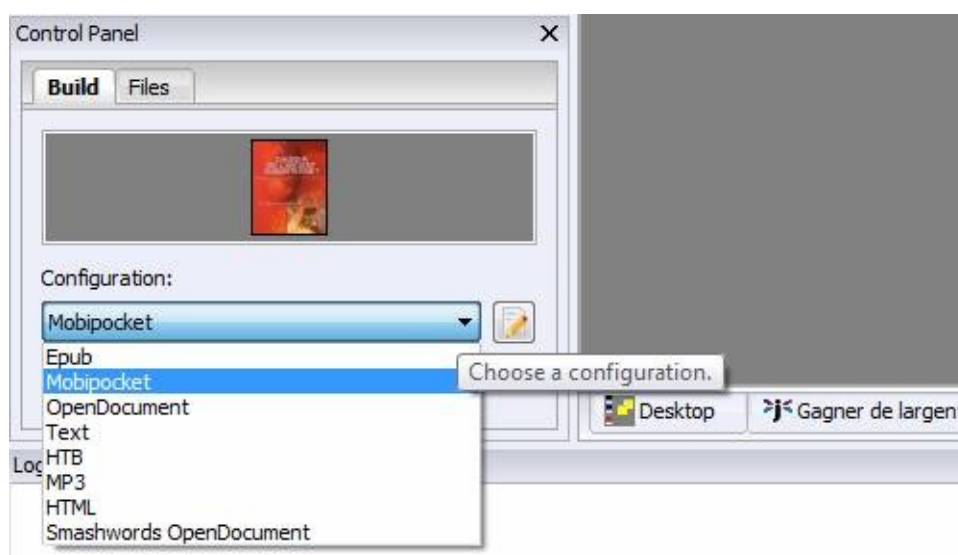 Control Panel
Build Files
Configuration:
Mobipocket
Epub
Mobipocket
OpenDocument
Text
HTB
MP3
HTML
Smashwords OpenDocument
Choose a configuration.
Desktop
Gagner de largen
Log